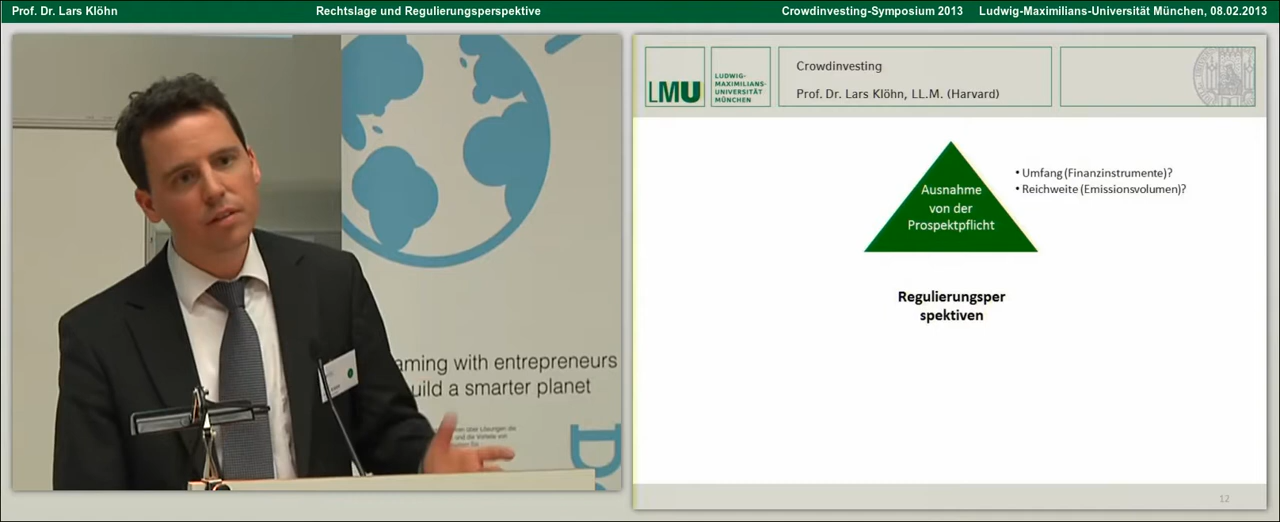 Prof. Dr. Lars Klöhn
Rechtslage und Regulierungsperspektive
Crowdinvesting-Symposium 2013
Ludwig-Maximilians-Universität München, 08.02.2013
aming with entrepreneurs
uild a smarter planet
LMU
LUDWIG-
MAXIMILIANS-
UNIVERSITÄT
MÜNCHEN
Crowdinvesting
Prof. Dr. Lars Klöhn, LL.M. (Harvard)
Ausnahme
von der
Prospektpflicht
• Umfang (Finanzinstrumente)?
• Reichweite (Emissionsvolumen)?
Regulierungsper
spektiven
12